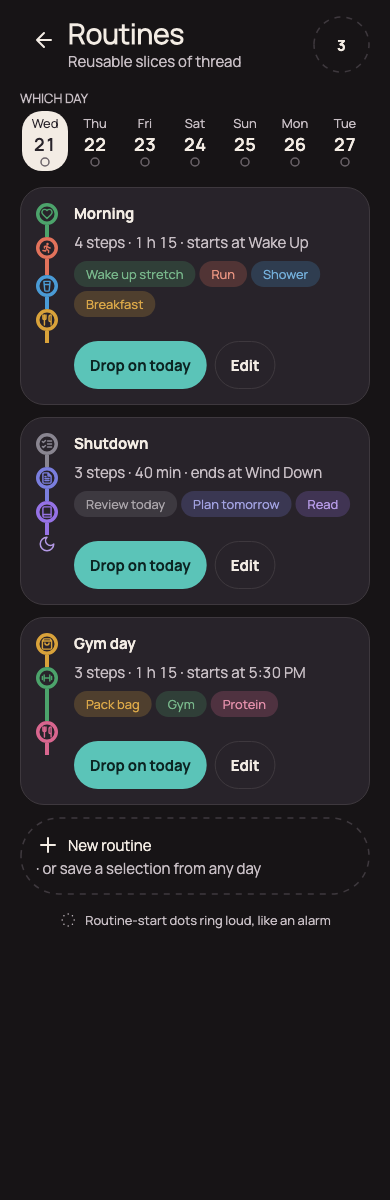 Routines
Reusable slices of thread
3
WHICH DAY
Wed Thu Fri Sat Sun Mon Tue
21 22 23 24 25 26 27
Morning
4 steps · 1 h 15 · starts at Wake Up
Wake up stretch Run Shower
Breakfast
Drop on today Edit
Shutdown
3 steps · 40 min · ends at Wind Down
Review today Plan tomorrow Read
Drop on today Edit
Gym day
3 steps · 1 h 15 · starts at 5:30 PM
Pack bag Gym Protein
Drop on today Edit
New routine
· or save a selection from any day
Routine-start dots ring loud, like an alarm